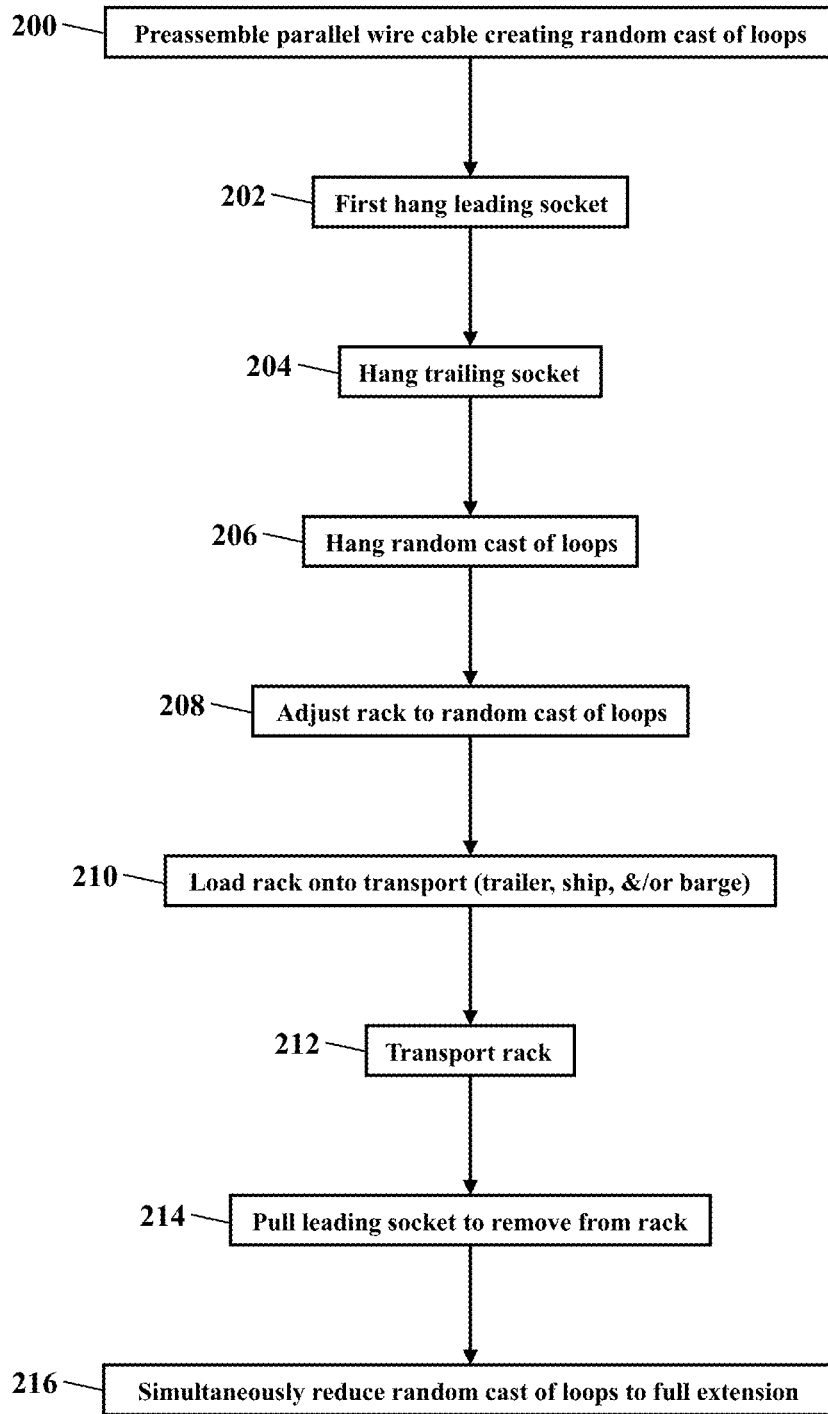 200 Preassemble parallel wire cable creating random cast of loops
202 First hang leading socket
204 Hang trailing socket
206 Hang random cast of loops
208 Adjust rack to random cast of loops
210 Load rack onto transport (trailer, ship, &/or barge)
212 Transport rack
214 Pull leading socket to remove from rack
216 Simultaneously reduce random cast of loops to full extension